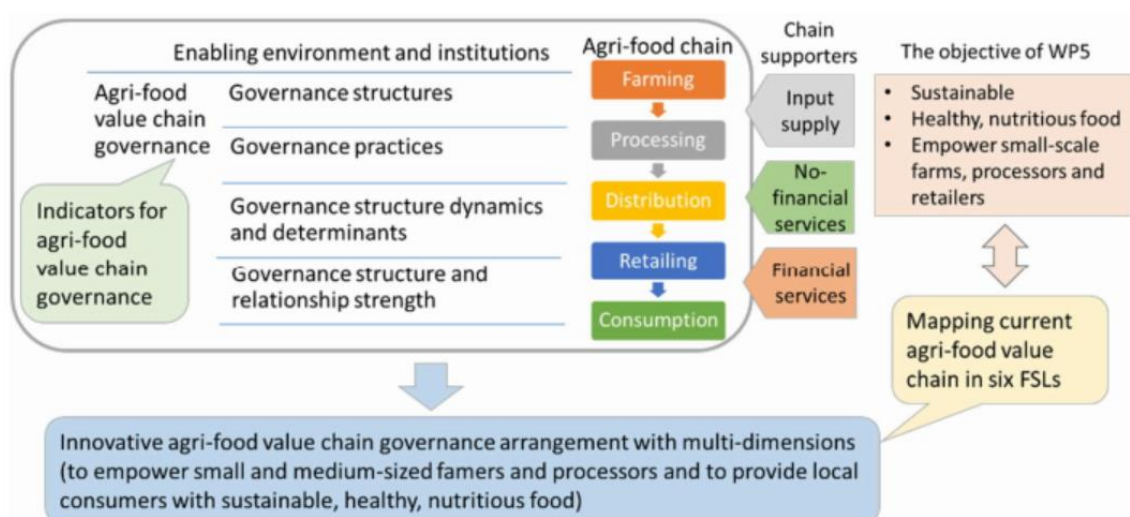 Enabling environment and institutions
Agri-food
value chain
governance
Governance structures
Governance practices
Governance structure dynamics
and determinants
Governance structure and
relationship strength
Indicators for
agri-food
value chain
governance
Agri-food chain
Farming
Processing
Distribution
Retailing
Consumption
Chain
supporters
Input
supply
No-
financial
services
Financial
services
The objective of WP5
• Sustainable
• Healthy, nutritious food
• Empower small-scale
farms, processors and
retailers
Mapping current
agri-food value
chain in six FSLs
Innovative agri-food value chain governance arrangement with multi-dimensions
(to empower small and medium-sized famers and processors and to provide local
consumers with sustainable, healthy, nutritious food)